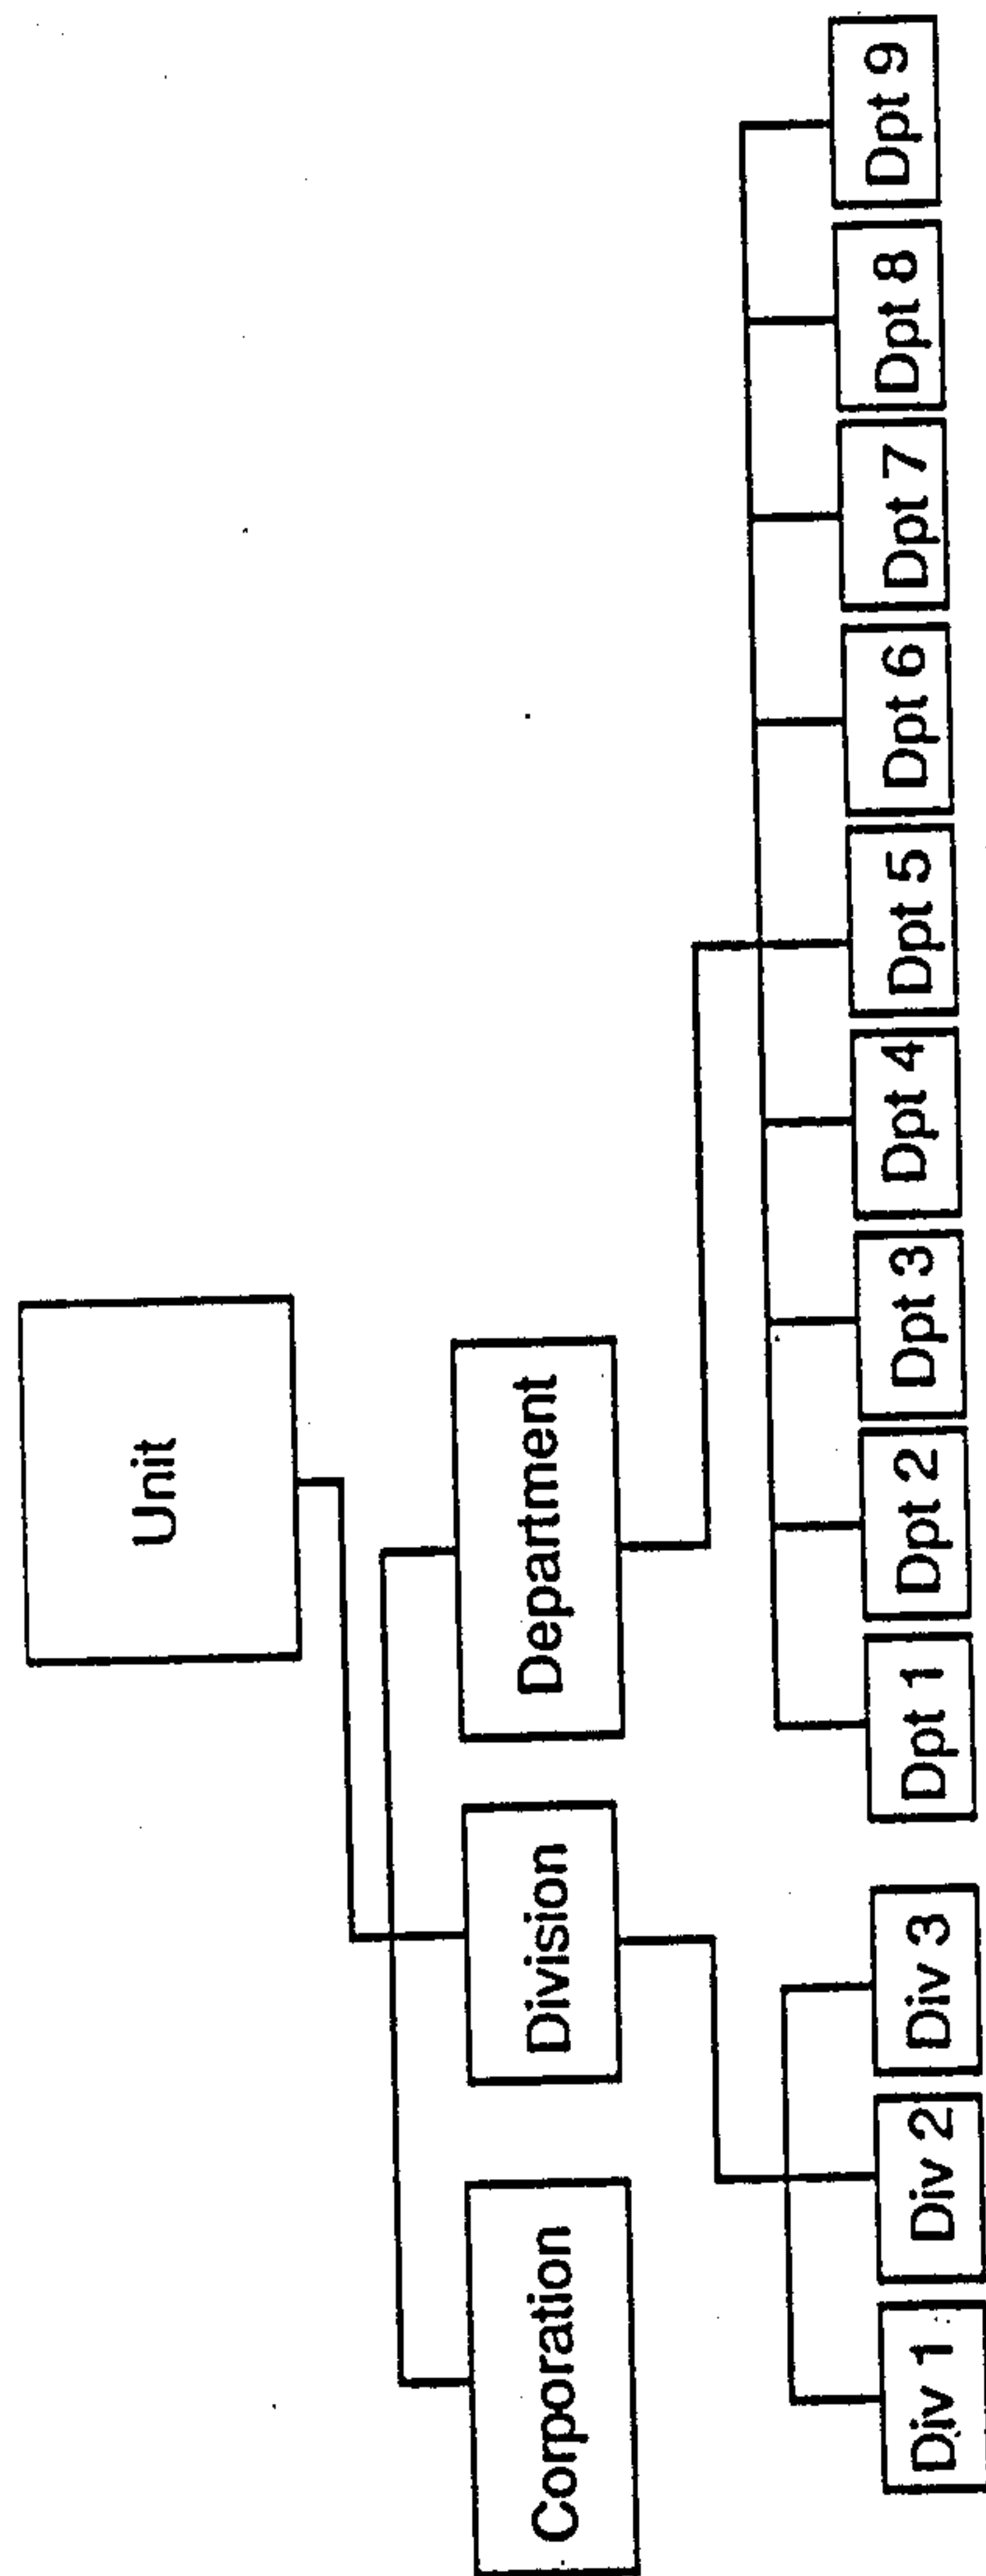 Unit
Corporation
Division
Department
Div 1
Div 2
Div 3
Dpt 1
Dpt 2
Dpt 3
Dpt 4
Dpt 5
Dpt 6
Dpt 7
Dpt 8
Dpt 9